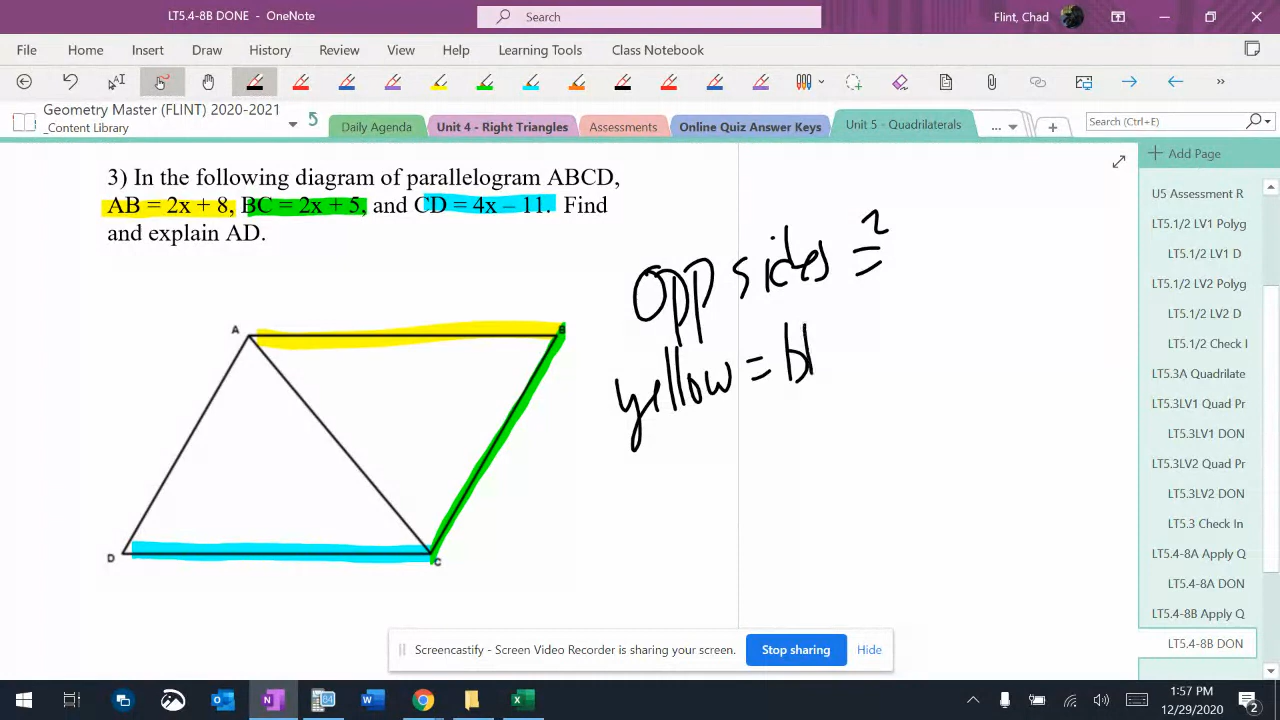 LT5.4-8B DONE - OneNote
Search
Flint, Chad
File Home Insert Draw History Review View Help Learning Tools Class Notebook
Geometry Master (FLINT) 2020-2021
_Content Library
Daily Agenda
Unit 4 - Right Triangles
Assessments
Online Quiz Answer Keys
Unit 5 - Quadrilaterals
...
Search (Ctrl+E)
Add Page
3) In the following diagram of parallelogram ABCD,
AB = 2x + 8, BC = 2x + 5, and CD = 4x – 11. Find
and explain AD.
Opp sides ≅
yellow = bl
A
B
D
C
U5 Assessment R
LT5.1/2 LV1 Polyg
LT5.1/2 LV1 D
LT5.1/2 LV2 Polyg
LT5.1/2 LV2 D
LT5.1/2 Check I
LT5.3A Quadrilate
LT5.3LV1 Quad Pr
LT5.3LV1 DON
LT5.3LV2 Quad Pr
LT5.3LV2 DON
LT5.3 Check In
LT5.4-8A Apply Q
LT5.4-8A DON
LT5.4-8B Apply Q
LT5.4-8B DON
Screencastify - Screen Video Recorder is sharing your screen.
Stop sharing
Hide
1:57 PM
12/29/2020
2